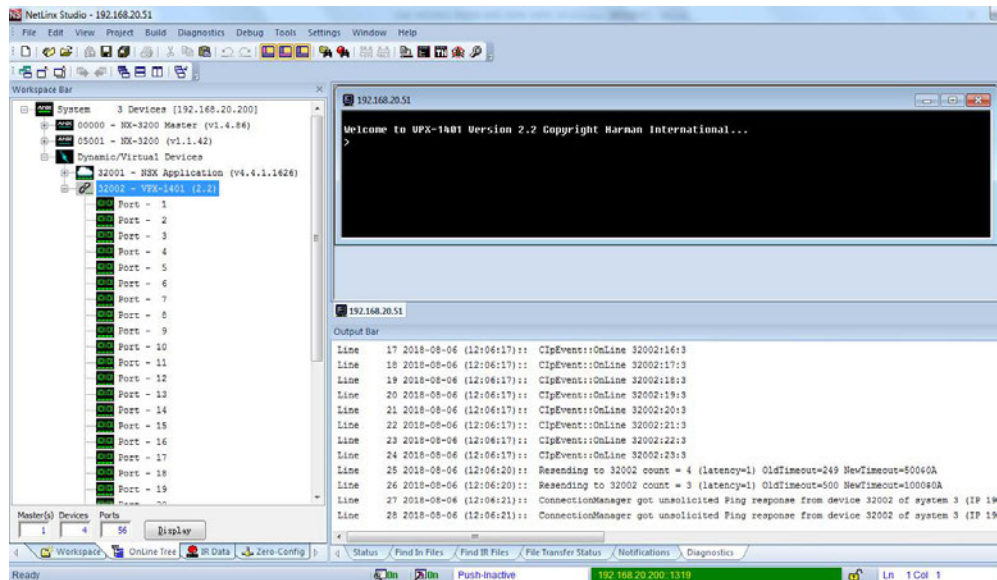 NetLinx Studio - 192.168.20.51
File Edit View Project Build Diagnostics Debug Tools Settings Window Help
Workspace Bar
System 3 Devices [192.168.20.200]
00000 - NX-3200 Master (v1.4.86)
05001 - NX-3200 (v1.1.42)
Dynamic/Virtual Devices
32001 - NSX Application (v4.4.1.1626)
32002 - VPX-1401 (2.2)
Port - 1
Port - 2
Port - 3
Port - 4
Port - 5
Port - 6
Port - 7
Port - 8
Port - 9
Port - 10
Port - 11
Port - 12
Port - 13
Port - 14
Port - 15
Port - 16
Port - 17
Port - 18
Port - 19
Master(s) Devices Ports
1 4 56 Display
Workspace OnLine Tree IR Data Zero-Config
192.168.20.51
Welcome to VPX-1401 Version 2.2 Copyright Harman International...
>
192.168.20.51
Output Bar
Line 17 2018-08-06 (12:06:17):: CIpEvent::OnLine 32002:16:3
Line 18 2018-08-06 (12:06:17):: CIpEvent::OnLine 32002:17:3
Line 19 2018-08-06 (12:06:17):: CIpEvent::OnLine 32002:18:3
Line 20 2018-08-06 (12:06:17):: CIpEvent::OnLine 32002:19:3
Line 21 2018-08-06 (12:06:17):: CIpEvent::OnLine 32002:20:3
Line 22 2018-08-06 (12:06:17):: CIpEvent::OnLine 32002:21:3
Line 23 2018-08-06 (12:06:17):: CIpEvent::OnLine 32002:22:3
Line 24 2018-08-06 (12:06:17):: CIpEvent::OnLine 32002:23:3
Line 25 2018-08-06 (12:06:20):: Resending to 32002 count = 4 (latency=1) OldTimeout=249 NewTimeout=500$0A
Line 26 2018-08-06 (12:06:20):: Resending to 32002 count = 3 (latency=1) OldTimeout=500 NewTimeout=1000$0A
Line 27 2018-08-06 (12:06:21):: ConnectionManager got unsolicited Ping response from device 32002 of system 3 (IP 19
Line 28 2018-08-06 (12:06:21):: ConnectionManager got unsolicited Ping response from device 32002 of system 3 (IP 19
Status Find In Files Find IR Files File Transfer Status Notifications Diagnostics
Ready On On Push-Inactive 192.168.20.200:1319 Ln 1 Col 1